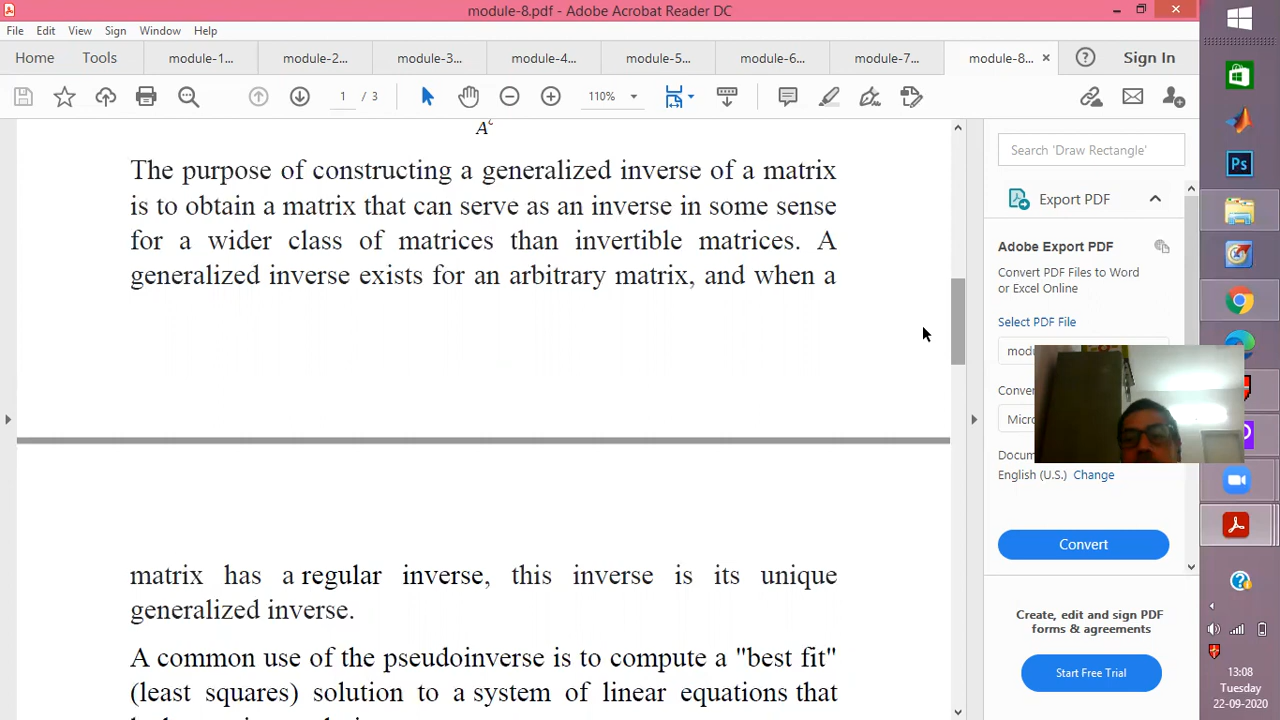 module-8.pdf - Adobe Acrobat Reader DC
File Edit View Sign Window Help
Home Tools module-1... module-2... module-3... module-4... module-5... module-6... module-7... module-8... × Sign In
1 / 3 110%
A^c
The purpose of constructing a generalized inverse of a matrix
is to obtain a matrix that can serve as an inverse in some sense
for a wider class of matrices than invertible matrices. A
generalized inverse exists for an arbitrary matrix, and when a
matrix has a regular inverse, this inverse is its unique
generalized inverse.
A common use of the pseudoinverse is to compute a "best fit"
(least squares) solution to a system of linear equations that
Search 'Draw Rectangle'
Export PDF
Adobe Export PDF
Convert PDF Files to Word
or Excel Online
Select PDF File
English (U.S.) Change
Convert
Create, edit and sign PDF
forms & agreements
Start Free Trial
Ps
13:08
Tuesday
22-09-2020